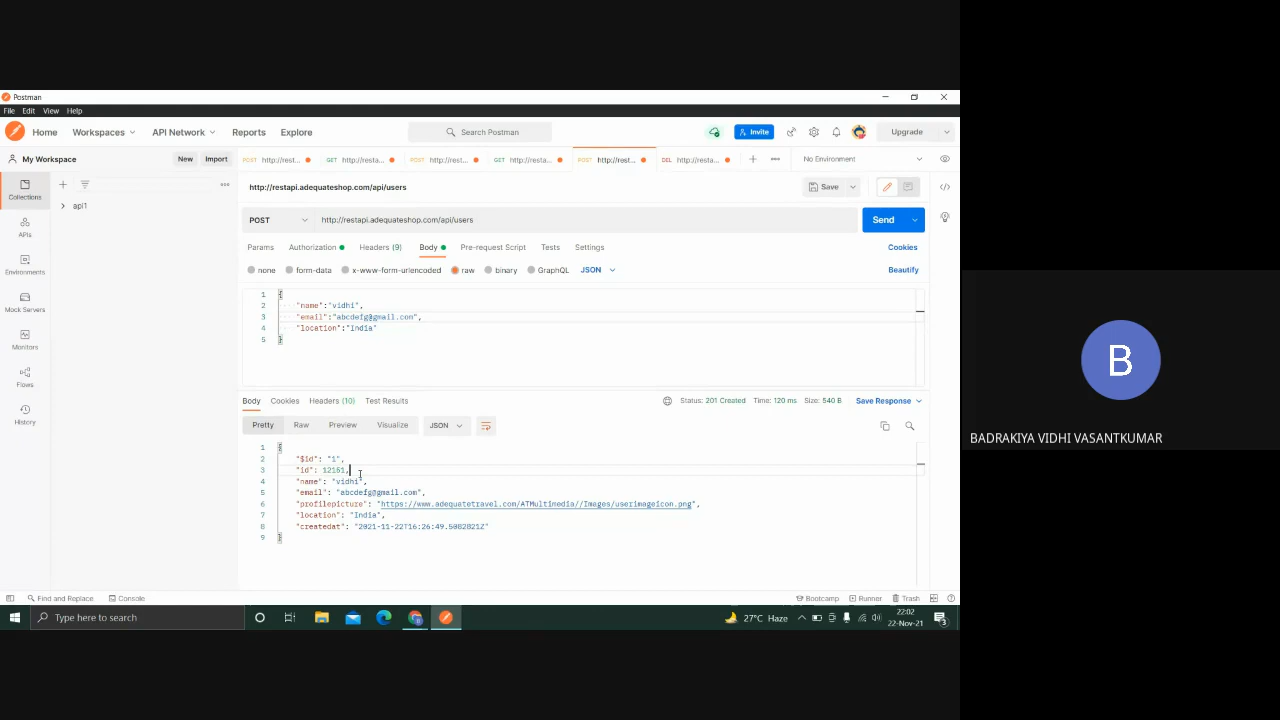 Postman
File Edit View Help
Home Workspaces API Network Reports Explore Search Postman Invite Upgrade
My Workspace New Import POST http://rest... GET http://resta... POST http://rest... GET http://resta... POST http://rest... DEL http://resta... No Environment
Collections
APIs
Environments
Mock Servers
Monitors
Flows
History
api1
http://restapi.adequateshop.com/api/users Save
POST http://restapi.adequateshop.com/api/users Send
Params Authorization Headers (9) Body Pre-request Script Tests Settings Cookies
none form-data x-www-form-urlencoded raw binary GraphQL JSON Beautify
1 {
2 "name":"vidhi",
3 "email":"abcdefg@gmail.com",
4 "location":"India"
5 }
Body Cookies Headers (10) Test Results Status: 201 Created Time: 120 ms Size: 540 B Save Response
Pretty Raw Preview Visualize JSON
1 {
2 "$id": "1",
3 "id": 12151,
4 "name": "vidhi",
5 "email": "abcdefg@gmail.com",
6 "profilepicture": "https://www.adequatetravel.com/ATMultimedia//Images/userimageicon.png",
7 "location": "India",
8 "createdat": "2021-11-22T16:26:49.5082821Z"
9 }
Find and Replace Console Bootcamp Runner Trash
Type here to search 27°C Haze 22:02
22-Nov-21
B
BADRAKIYA VIDHI VASANTKUMAR